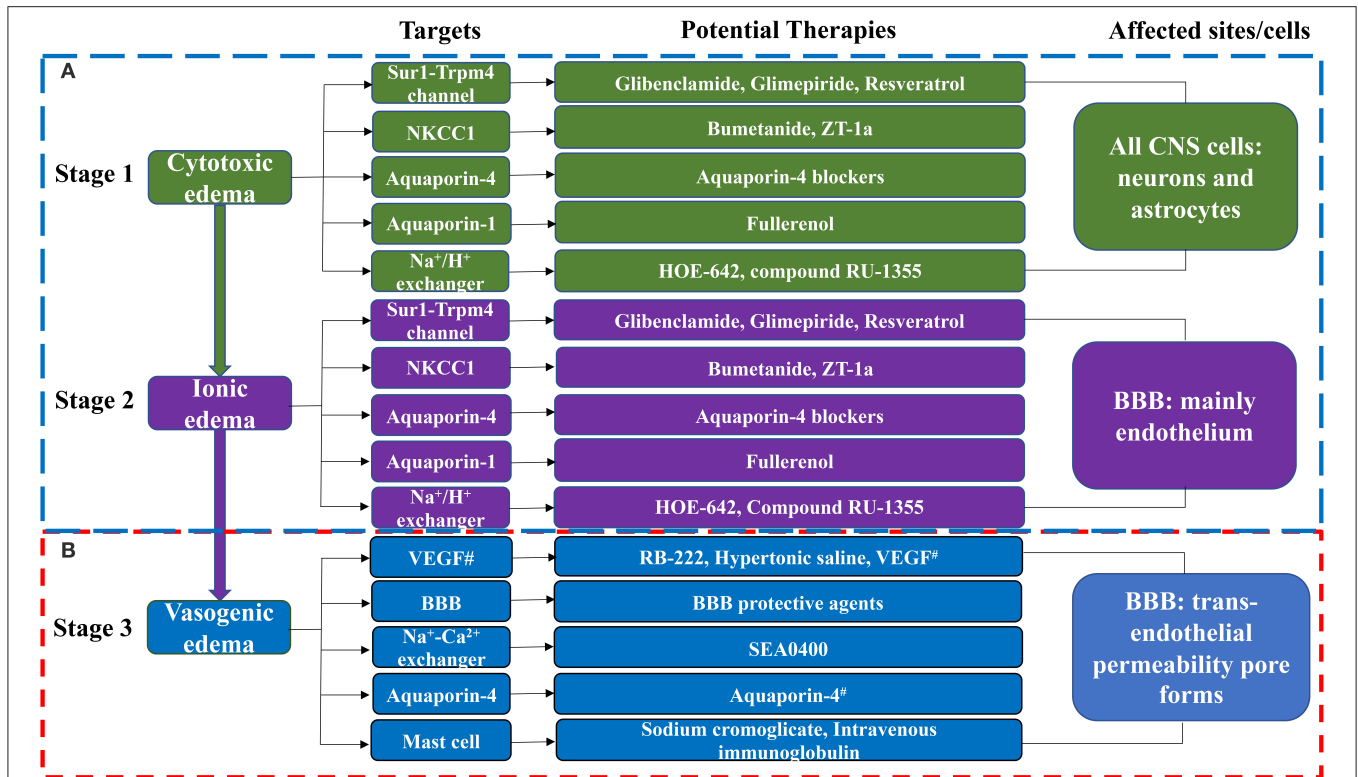 Targets
Potential Therapies
Affected sites/cells
A
Stage 1
Cytotoxic
edema
Sur1-Trpm4
channel
Glibenclamide, Glimepiride, Resveratrol
NKCC1
Bumetanide, ZT-1a
Aquaporin-4
Aquaporin-4 blockers
Aquaporin-1
Fullerenol
Na⁺/H⁺
exchanger
HOE-642, compound RU-1355
All CNS cells:
neurons and
astrocytes
Stage 2
Ionic
edema
Sur1-Trpm4
channel
Glibenclamide, Glimepiride, Resveratrol
NKCC1
Bumetanide, ZT-1a
Aquaporin-4
Aquaporin-4 blockers
Aquaporin-1
Fullerenol
Na⁺/H⁺
exchanger
HOE-642, Compound RU-1355
BBB: mainly
endothelium
B
Stage 3
Vasogenic
edema
VEGF#
RB-222, Hypertonic saline, VEGF#
BBB
BBB protective agents
Na⁺-Ca²⁺
exchanger
SEA0400
Aquaporin-4
Aquaporin-4#
Mast cell
Sodium cromoglicate, Intravenous
immunoglobulin
BBB: trans-
endothelial
permeability pore
forms